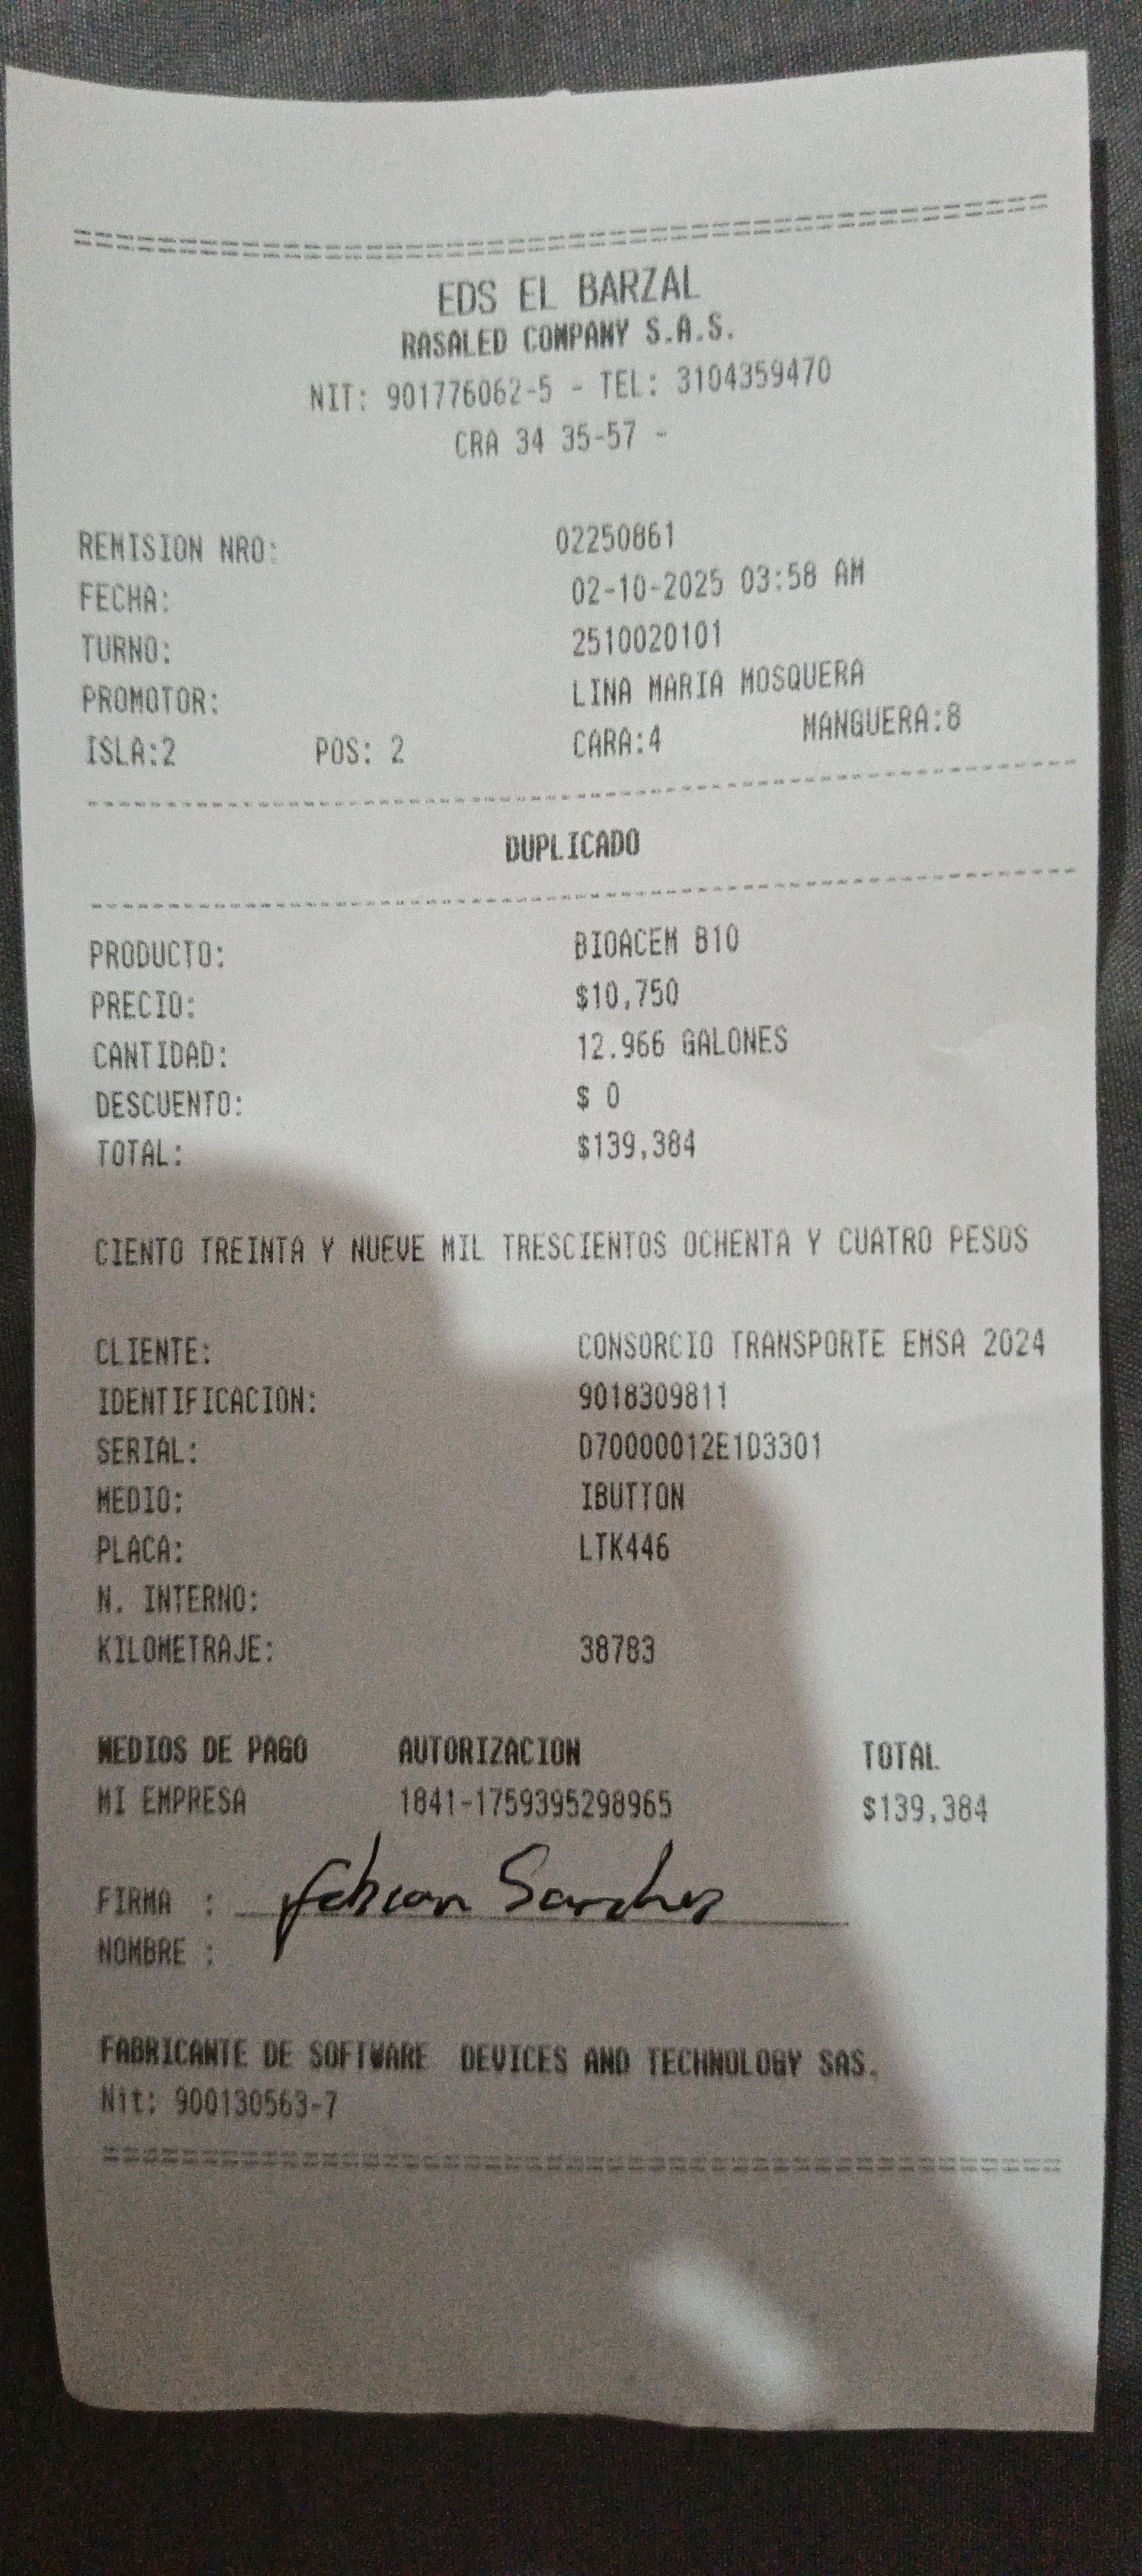 EDS EL BARZAL
RASALED COMPANY S.A.S.
NIT: 901776062-5 - TEL: 3104359470
CRA 34 35-57 -
REMISION NRO: 02250861
FECHA: 02-10-2025 03:58 AM
TURNO: 2510020101
PROMOTOR: LINA MARIA MOSQUERA
ISLA:2 POS: 2 CARA:4 MANGUERA:8
DUPLICADO
PRODUCTO: BIOACEM B10
PRECIO: $10,750
CANTIDAD: 12.966 GALONES
DESCUENTO: $ 0
TOTAL: $139,384
CIENTO TREINTA Y NUEVE MIL TRESCIENTOS OCHENTA Y CUATRO PESOS
CLIENTE: CONSORCIO TRANSPORTE EMSA 2024
IDENTIFICACION: 9018309811
SERIAL: D70000012E1D3301
MEDIO: IBUTTON
PLACA: LTK446
N. INTERNO:
KILOMETRAJE: 38783
MEDIOS DE PAGO AUTORIZACION TOTAL
MI EMPRESA 1841-1759395298965 $139,384
FIRMA : Fabian Sanchez
NOMBRE :
FABRICANTE DE SOFTWARE DEVICES AND TECHNOLOGY SAS.
Nit: 900130563-7